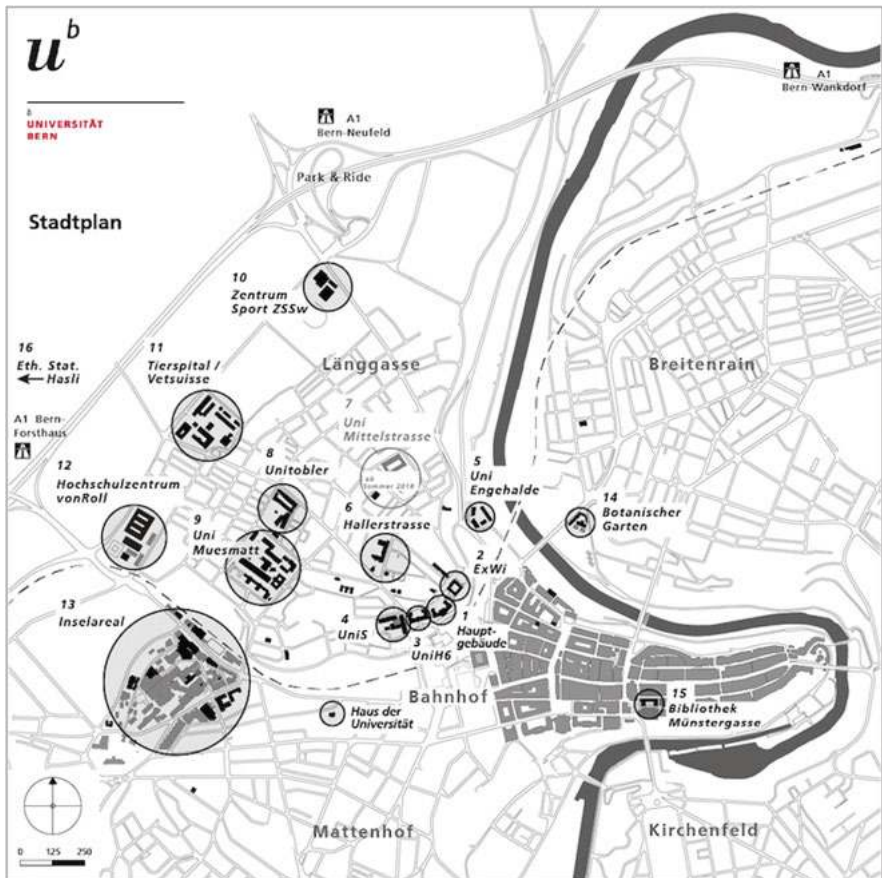 u^b
b
UNIVERSITÄT
BERN
Stadtplan
A1
Bern-Neufeld
A1
Bern-Wankdorf
Park & Ride
10
Zentrum
Sport ZSSw
16
Eth. Stat.
Hasli
11
Tierspital /
Vetsuisse
Länggasse
Breitenrain
A1 Bern-
Forsthaus
7
Uni
Mittelstrasse
ab
Sommer 2010
12
Hochschulzentrum
vonRoll
8
Unitobler
5
Uni
Engehalde
14
Botanischer
Garten
9
Uni
Muesmatt
6
Hallerstrasse
2
ExWi
13
Inselareal
4
UniS
3
UniH6
1
Haupt-
gebäude
Bahnhof
Haus der
Universität
15
Bibliothek
Münstergasse
Mattenhof
Kirchenfeld
0 125 250